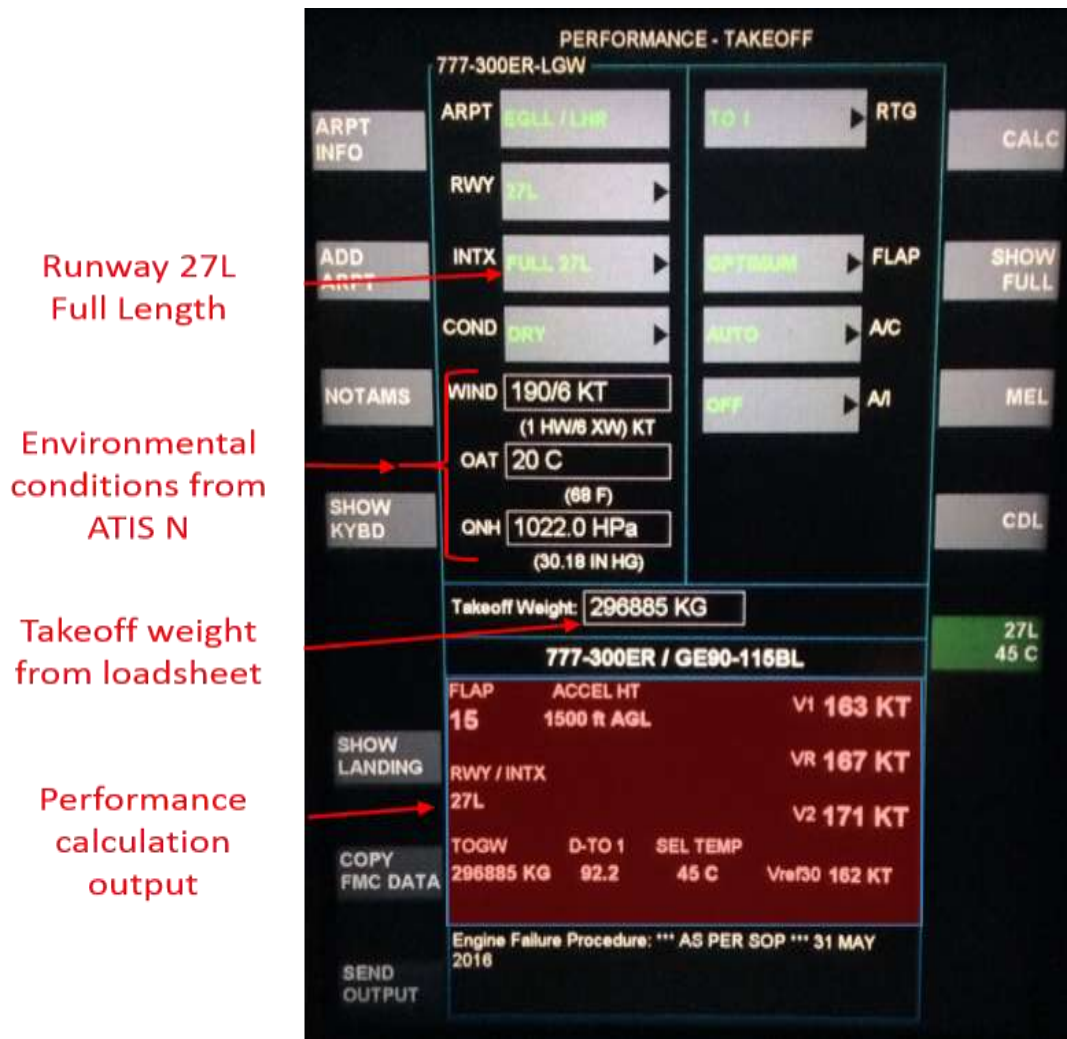 PERFORMANCE - TAKEOFF
777-300ER-LGW
ARPT INFO
ARPT EGLL / LHR
TO 1 RTG
CALC
RWY 27L
Runway 27L
Full Length
ADD ARPT
INTX FULL 27L
OPTIMUM FLAP
SHOW FULL
COND DRY
AUTO A/C
NOTAMS
WIND 190/6 KT
(1 HW/6 XW) KT
OFF A/I
MEL
Environmental
conditions from
ATIS N
OAT 20 C
(68 F)
SHOW KYBD
QNH 1022.0 HPa
(30.18 IN HG)
CDL
Takeoff weight
from loadsheet
Takeoff Weight: 296885 KG
27L
45 C
777-300ER / GE90-115BL
FLAP ACCEL HT
15 1500 ft AGL
V1 163 KT
SHOW LANDING
RWY / INTX
27L
VR 167 KT
V2 171 KT
Performance
calculation
output
COPY FMC DATA
TOGW D-TO 1 SEL TEMP
296885 KG 92.2 45 C Vref30 162 KT
Engine Failure Procedure: *** AS PER SOP *** 31 MAY
2016
SEND OUTPUT